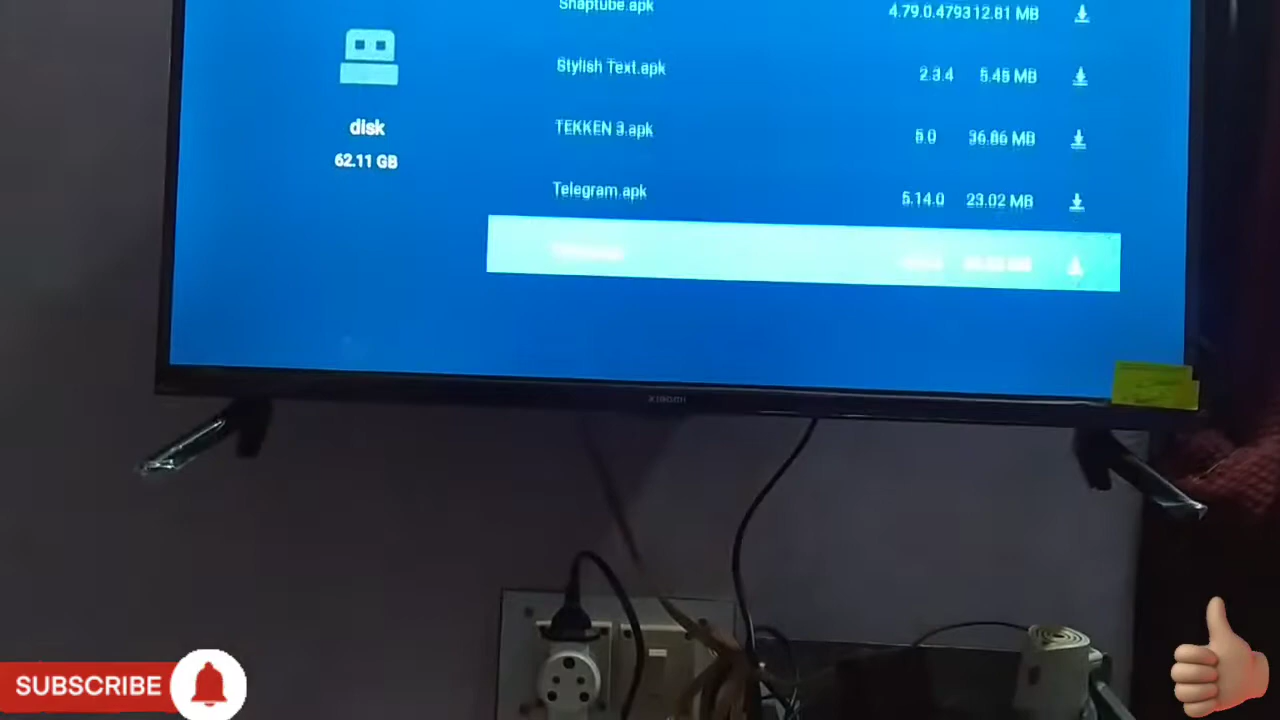 Snaptube.apk 4.79.0.4793 12.81 MB
Stylish Text.apk 2.3.4 5.45 MB
disk
TEKKEN 3.apk 5.0 36.86 MB
62.11 GB
Telegram.apk 5.14.0 23.02 MB
XIAOMI
SUBSCRIBE